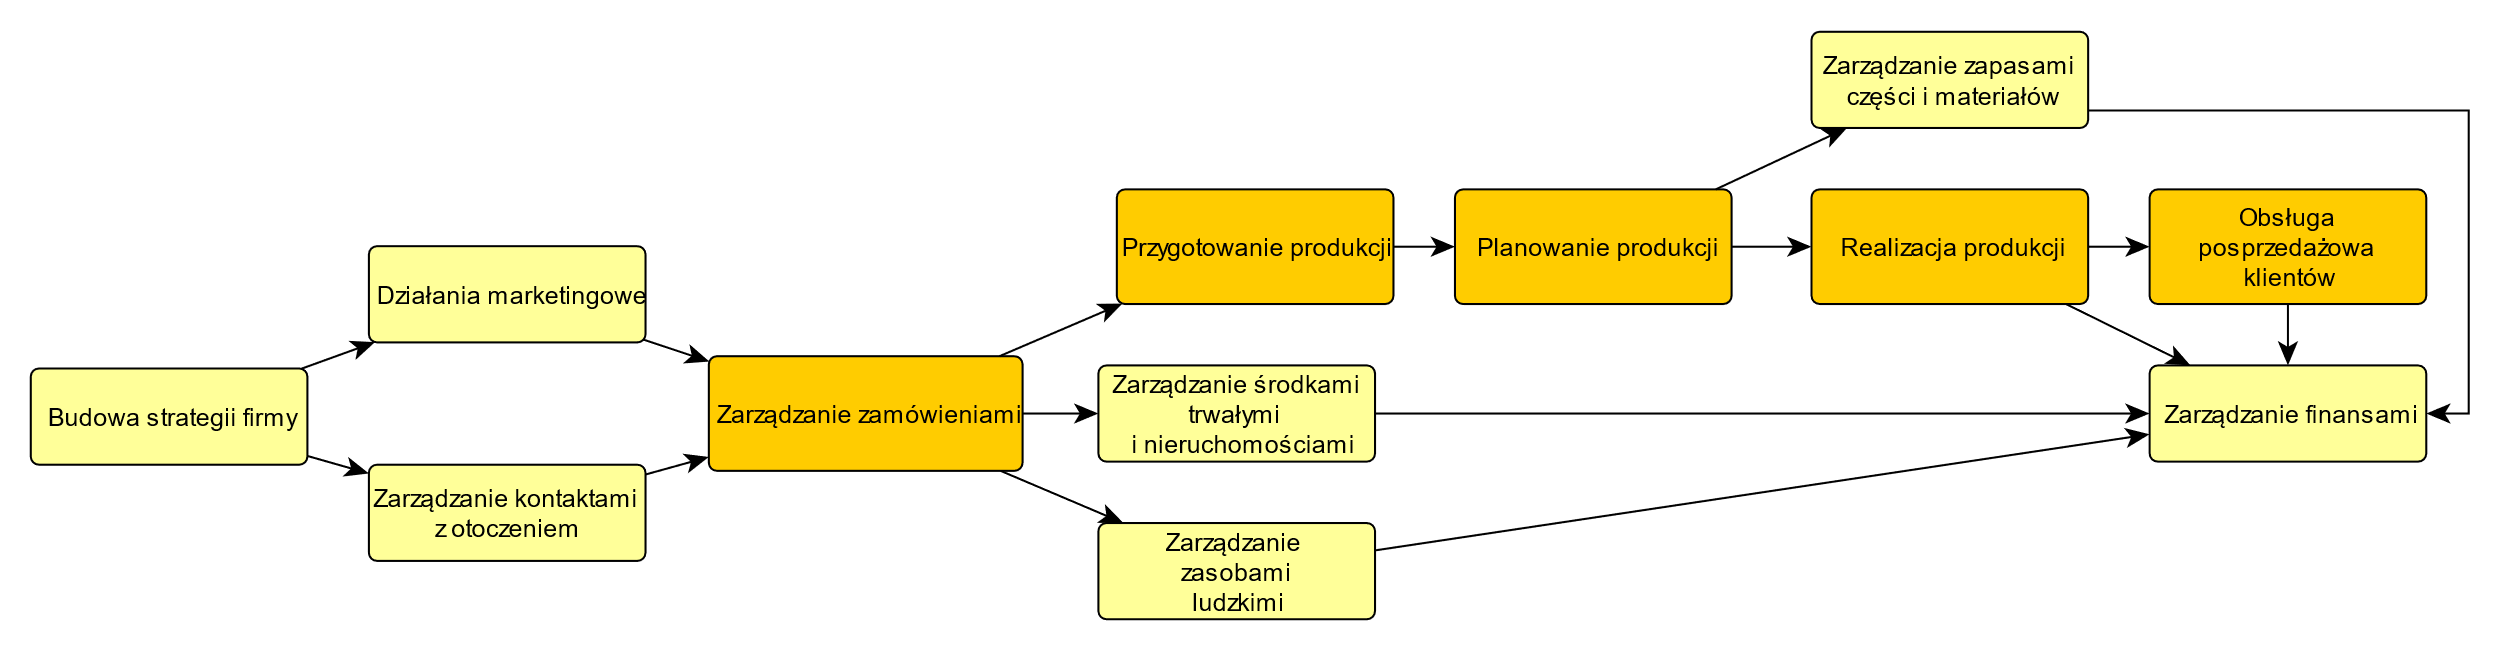 Budowa strategii firmy
Działania marketingowe
Zarządzanie kontaktami
z otoczeniem
Zarządzanie zamówieniami
Przygotowanie produkcji
Zarządzanie środkami
trwałymi
i nieruchomościami
Zarządzanie
zasobami
ludzkimi
Planowanie produkcji
Zarządzanie zapasami
części i materiałów
Realizacja produkcji
Obsługa
posprzedażowa
klientów
Zarządzanie finansami